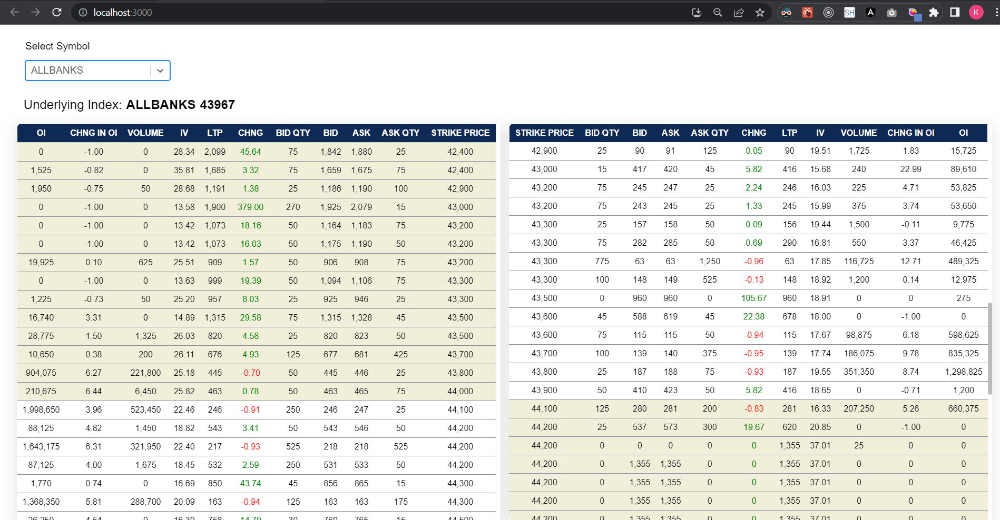 localhost:3000
SH
A
K
Select Symbol
ALLBANKS
Underlying Index: ALLBANKS 43967
OI CHNG IN OI VOLUME IV LTP CHNG BID QTY BID ASK ASK QTY STRIKE PRICE
0 -1.00 0 28.34 2,099 45.64 75 1,842 1,880 25 42,400
1,525 -0.82 0 35.81 1,685 3.32 75 1,659 1,675 75 42,400
1,950 -0.75 50 28.68 1,191 1.38 25 1,186 1,190 100 42,900
0 -1.00 0 13.58 1,900 379.00 270 1,925 2,079 15 43,000
0 -1.00 0 13.42 1,073 18.16 50 1,164 1,183 75 43,200
0 -1.00 0 13.42 1,073 16.03 50 1,175 1,190 50 43,200
19,925 0.10 625 25.51 909 1.57 50 906 908 75 43,200
0 -1.00 0 13.63 999 19.39 50 1,094 1,106 75 43,300
1,225 -0.73 50 25.20 957 8.03 25 925 946 25 43,300
16,740 3.31 0 14.89 1,315 29.58 75 1,315 1,328 45 43,500
28,775 1.50 1,325 26.03 820 4.58 25 820 823 50 43,500
10,650 0.38 200 26.11 676 4.93 125 677 681 425 43,700
904,075 6.27 221,800 25.18 445 -0.70 50 445 446 25 43,800
210,675 6.44 6,450 25.82 463 0.78 50 463 465 75 44,000
1,998,650 3.96 523,450 22.46 246 -0.91 250 246 247 25 44,100
88,125 4.82 1,450 18.82 543 3.41 50 543 546 50 44,200
1,643,175 6.31 321,950 22.40 217 -0.93 525 218 218 525 44,200
87,125 4.00 1,675 18.45 532 2.59 250 531 533 50 44,200
1,770 0.74 0 16.69 850 43.74 45 856 865 15 44,300
1,368,350 5.81 288,700 20.09 163 -0.94 125 163 163 175 44,300
26,250 4.54 0 16.30 758 14.79 30 760 765 15 44,500
STRIKE PRICE BID QTY BID ASK ASK QTY CHNG LTP IV VOLUME CHNG IN OI OI
42,900 25 90 91 125 0.05 90 19.51 1,725 1.83 15,725
43,000 15 417 420 45 5.82 416 15.68 240 22.99 89,610
43,200 75 245 247 25 2.24 246 16.03 225 4.71 53,825
43,200 75 243 245 25 1.33 245 15.99 375 3.74 53,650
43,300 25 157 158 50 0.09 156 19.44 1,500 -0.11 9,775
43,300 75 282 285 50 0.69 290 16.81 550 3.37 46,425
43,300 775 63 63 1,250 -0.96 63 17.85 116,725 12.71 489,325
43,300 100 148 149 525 -0.13 148 18.92 1,200 0.14 12,975
43,500 0 960 960 0 105.67 960 18.91 0 0 275
43,600 45 588 619 45 22.38 678 18.00 0 -1.00 0
43,600 75 115 115 50 -0.94 115 17.67 98,875 6.18 598,625
43,700 100 139 140 375 -0.95 139 17.74 186,075 9.78 835,325
43,800 25 187 188 75 -0.93 187 19.55 351,350 8.74 1,298,825
43,900 50 410 423 50 5.82 416 18.65 0 -0.71 1,200
44,100 125 280 281 200 -0.83 281 16.33 207,250 5.26 660,375
44,200 25 537 573 300 19.67 620 20.85 0 -1.00 0
44,200 0 0 0 0 0 1,355 37.01 25 0 0
44,200 0 1,355 1,355 0 0 1,355 37.01 0 0 0
44,200 0 1,355 1,355 0 0 1,355 37.01 0 0 0
44,200 0 1,355 1,355 0 0 1,355 37.01 0 0 0
44,200 0 1,355 1,355 0 0 1,355 37.01 0 0 0